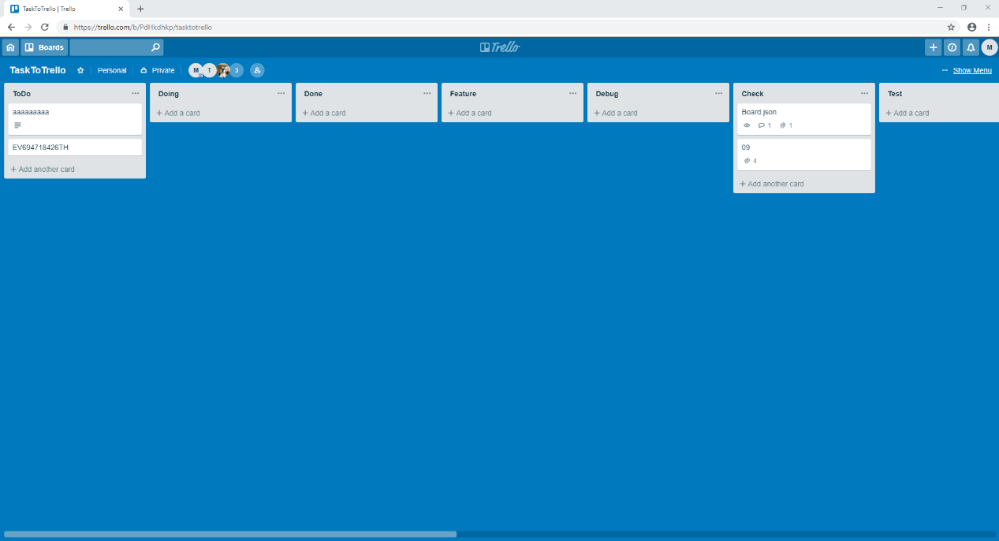 TaskToTrello | Trello
https://trello.com/b/PdHkdhkp/tasktotrello
Boards
Trello
M
TaskToTrello
Personal
Private
M
T
3
Show Menu
ToDo
aaaaaaaaa
EV694718426TH
+ Add another card
Doing
+ Add a card
Done
+ Add a card
Feature
+ Add a card
Debug
+ Add a card
Check
Board json
1
1
09
4
+ Add another card
Test
+ Add a card